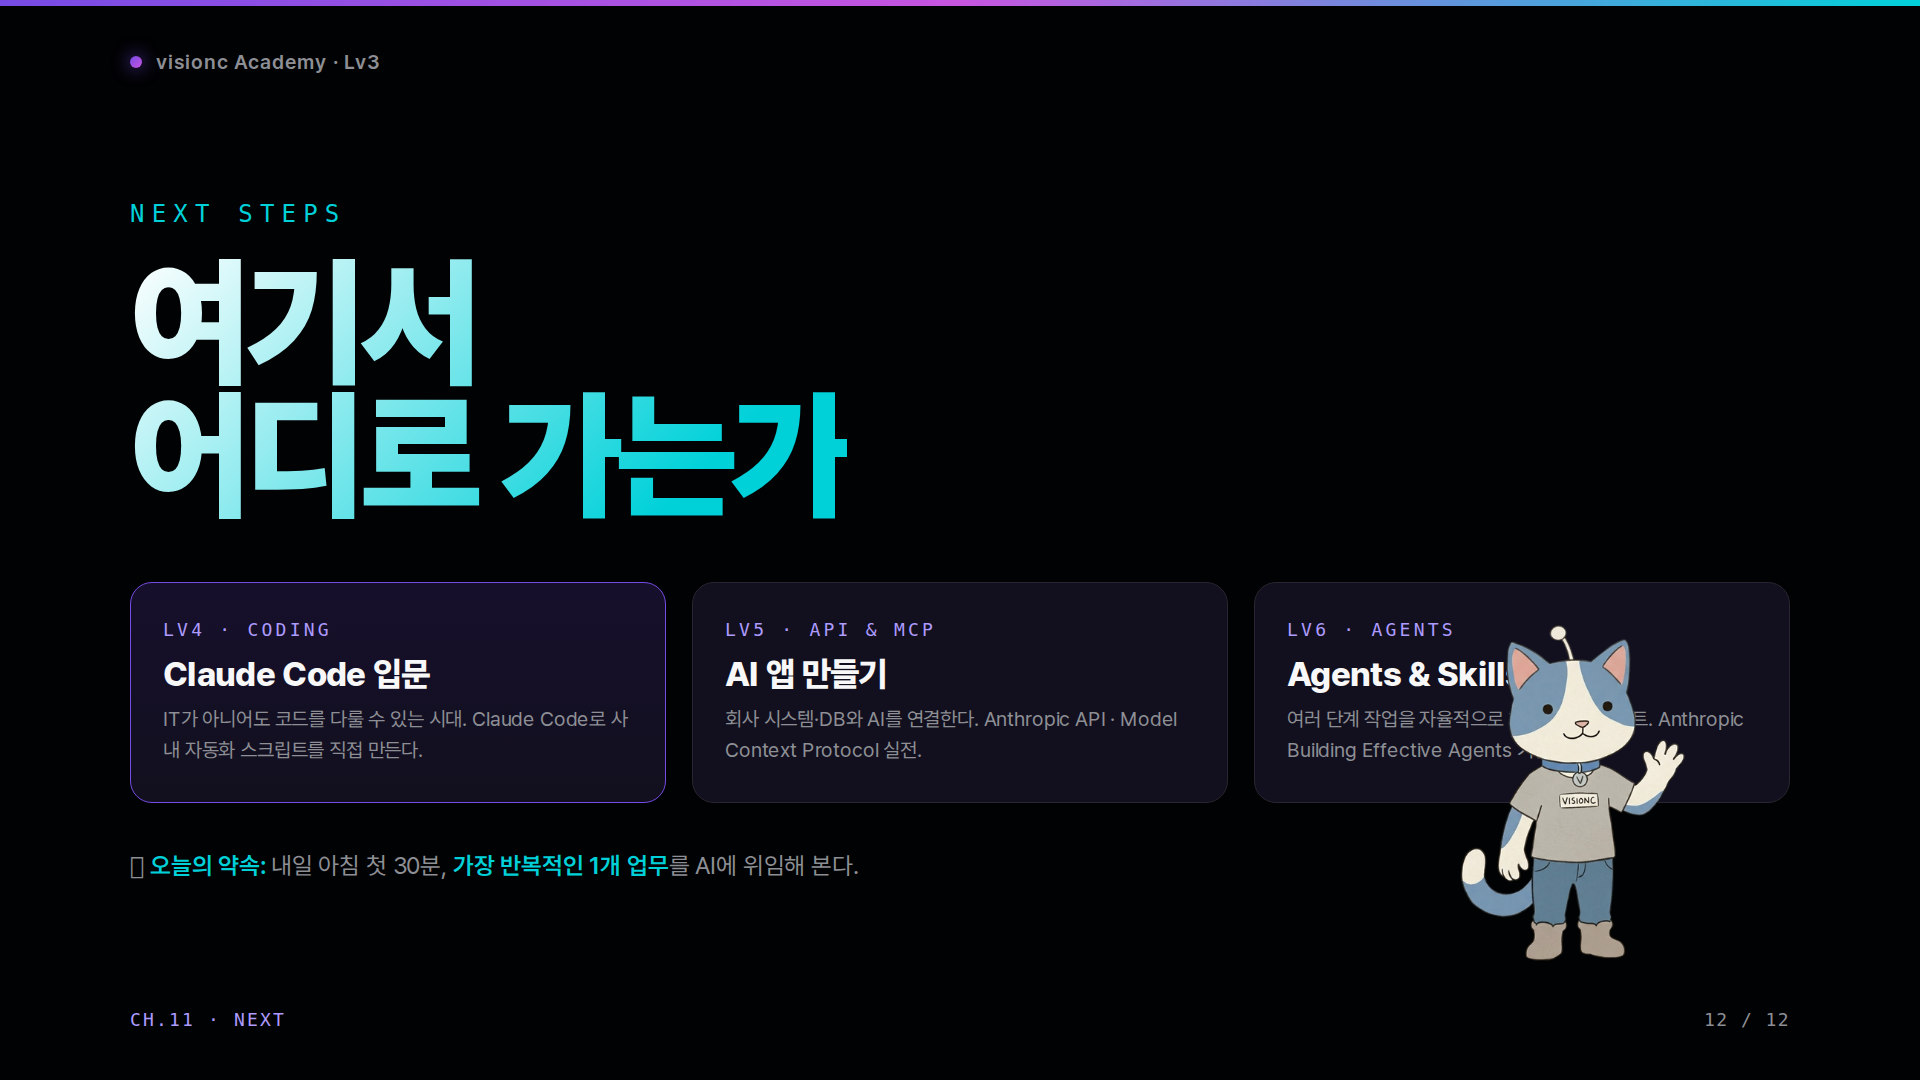 visionc Academy · Lv3
NEXT STEPS
여기서
어디로 가는가
LV4 · CODING
Claude Code 입문
IT가 아니어도 코드를 다룰 수 있는 시대. Claude Code로 사
내 자동화 스크립트를 직접 만든다.
LV5 · API & MCP
AI 앱 만들기
회사 시스템·DB와 AI를 연결한다. Anthropic API · Model
Context Protocol 실전.
LV6 · AGENTS
Agents &
여러 단계 작업을 자율적으로 Anthropic
Building Effective Agents
VISIONC
오늘의 약속: 내일 아침 첫 30분, 가장 반복적인 1개 업무를 AI에 위임해 본다.
CH.11 · NEXT
12 / 12